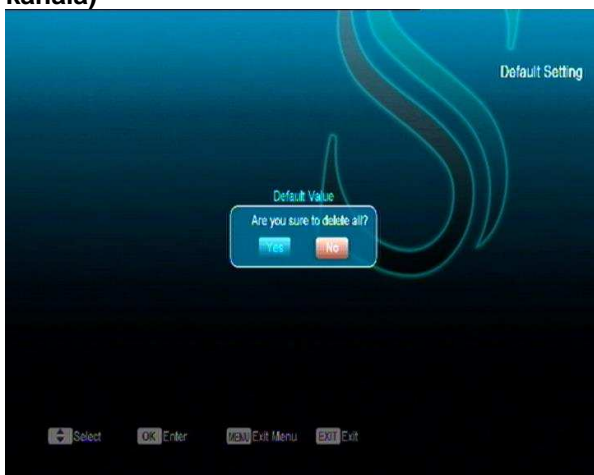 kanala)
Default Setting
Default Value
Are you sure to delete all?
Yes No
Select OK Enter MENU Exit Menu EXIT Exit